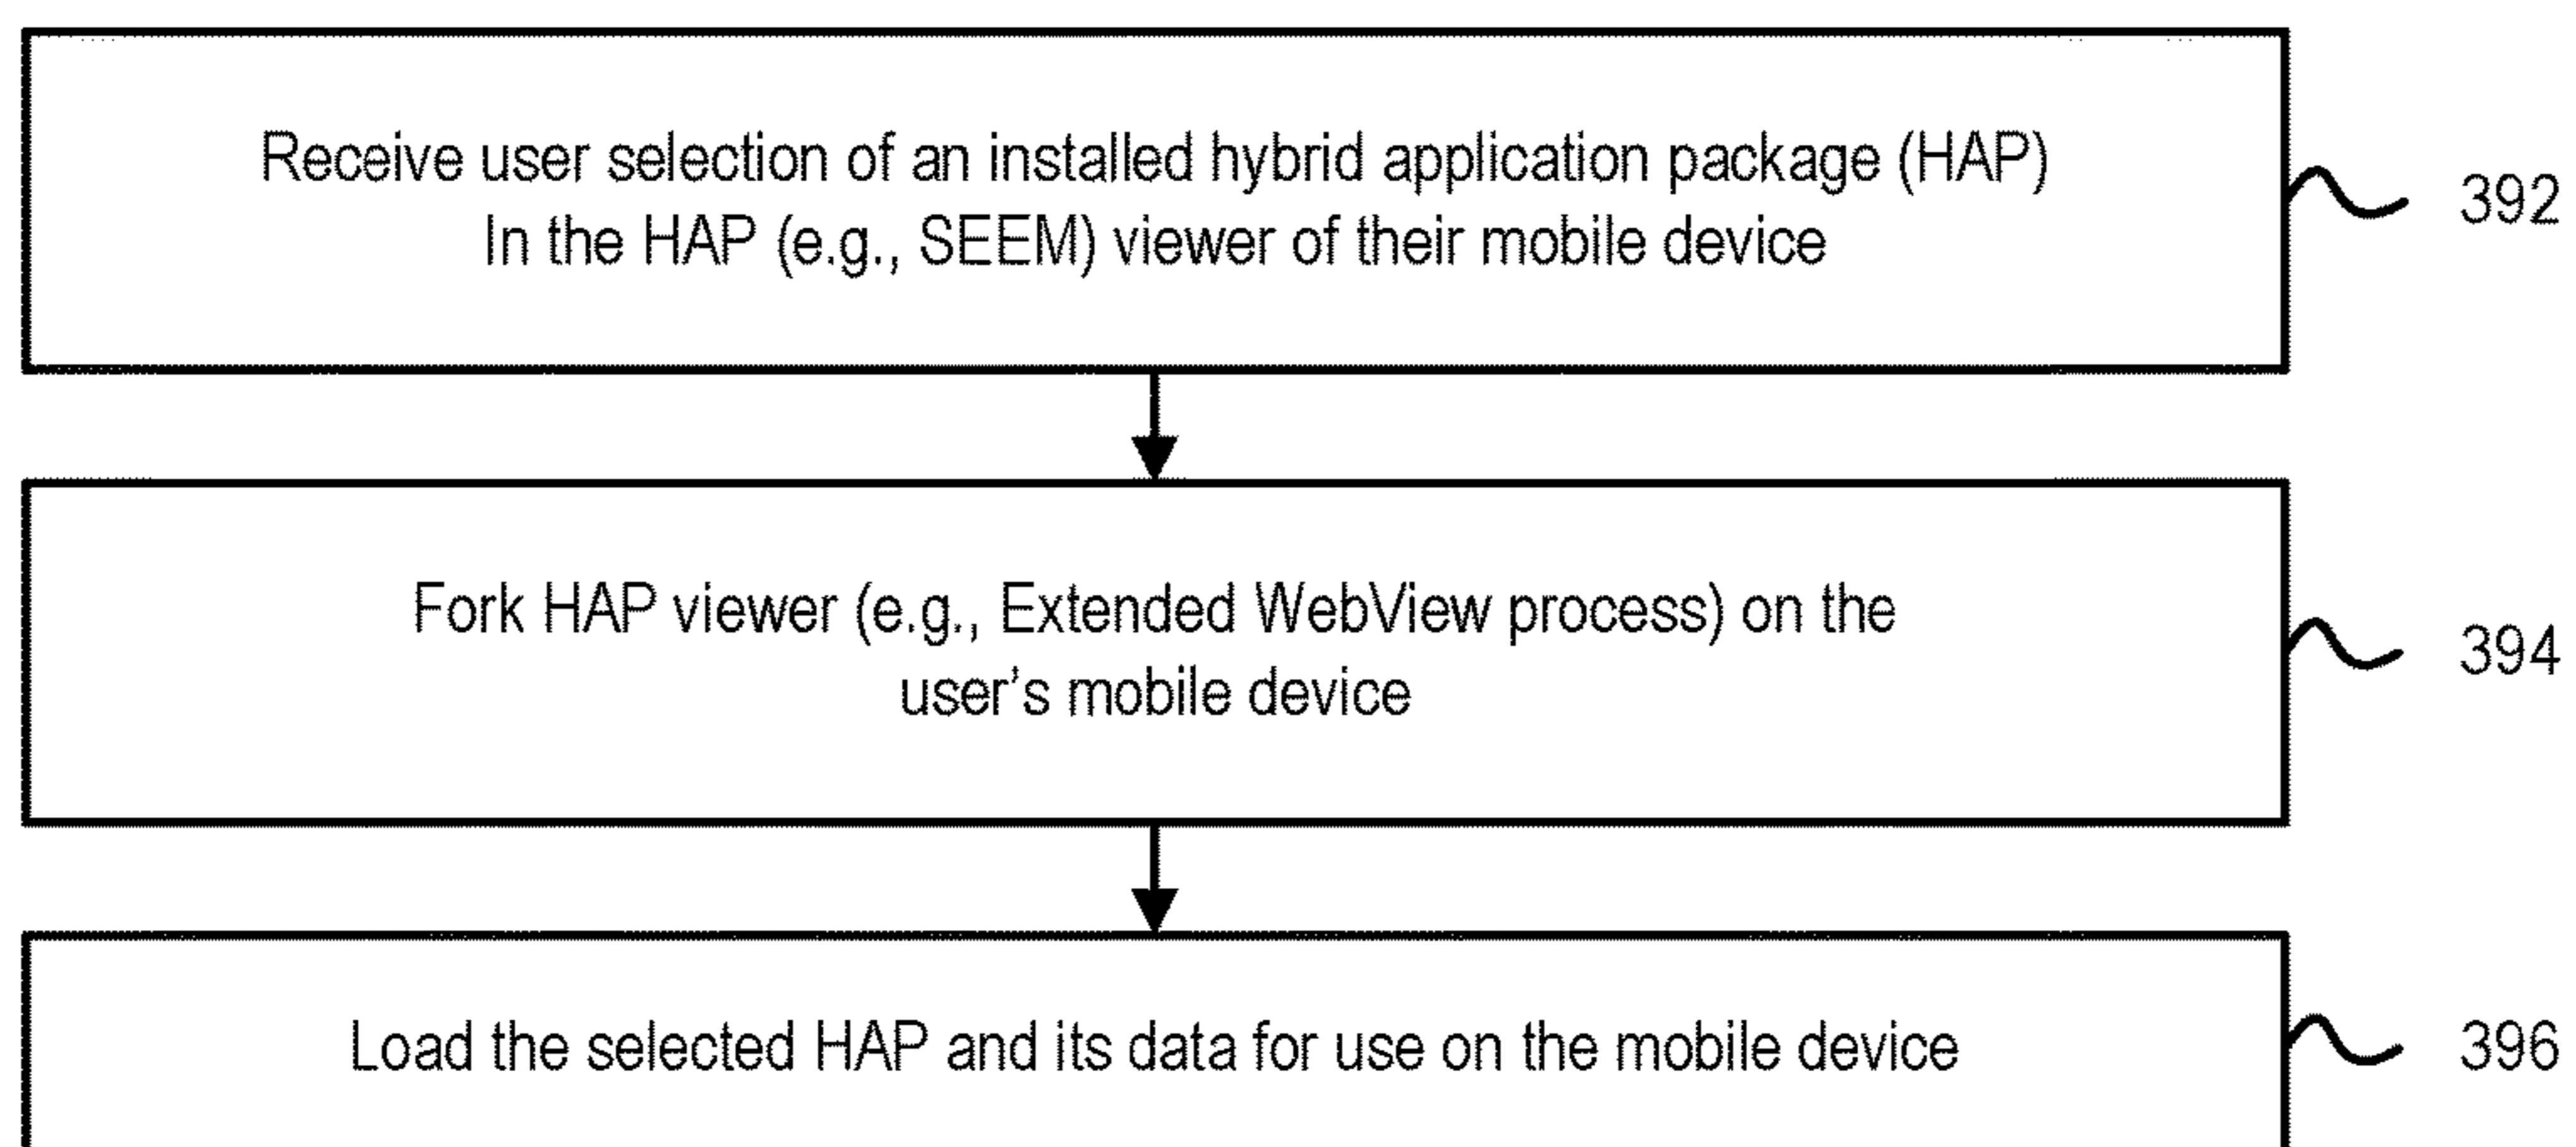 Receive user selection of an installed hybrid application package (HAP)
In the HAP (e.g., SEEM) viewer of their mobile device
392
Fork HAP viewer (e.g., Extended WebView process) on the
user's mobile device
394
Load the selected HAP and its data for use on the mobile device
396